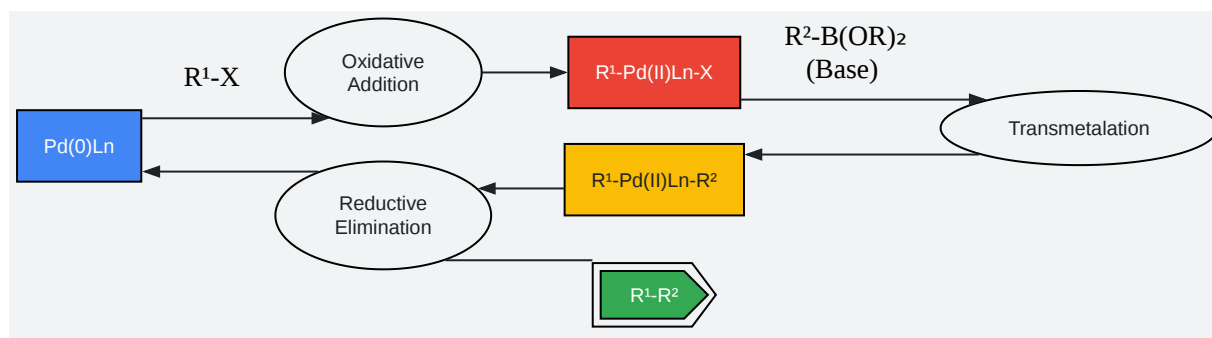 R¹-X
Oxidative
Addition
R¹-Pd(II)Ln-X
R²-B(OR)₂
(Base)
Pd(0)Ln
Transmetalation
R¹-Pd(II)Ln-R²
Reductive
Elimination
R¹-R²